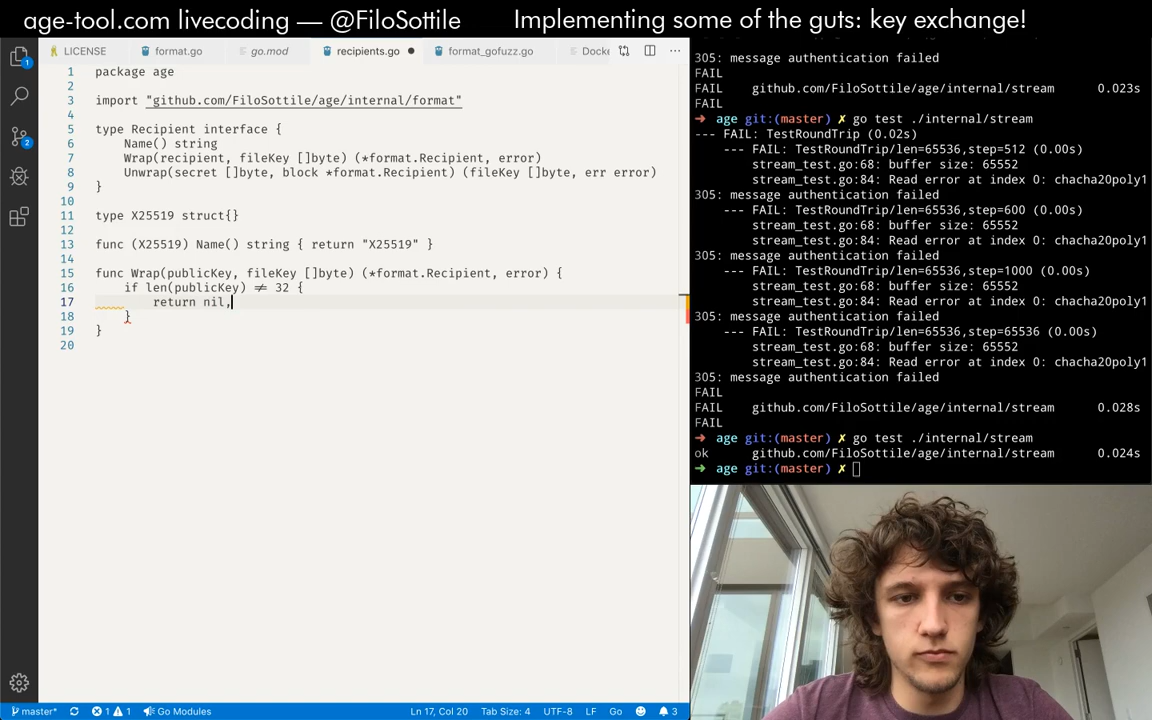 age-tool.com livecoding — @FiloSottile
Implementing some of the guts: key exchange!
LICENSE
format.go
go.mod
recipients.go
format_gofuzz.go
Docke
1 package age
2
3 import "github.com/FiloSottile/age/internal/format"
4
5 type Recipient interface {
6 Name() string
7 Wrap(recipient, fileKey []byte) (*format.Recipient, error)
8 Unwrap(secret []byte, block *format.Recipient) (fileKey []byte, err error)
9 }
10
11 type X25519 struct{}
12
13 func (X25519) Name() string { return "X25519" }
14
15 func Wrap(publicKey, fileKey []byte) (*format.Recipient, error) {
16 if len(publicKey) ≠ 32 {
17 return nil,
18 }
19 }
20
305: message authentication failed
FAIL
FAIL github.com/FiloSottile/age/internal/stream 0.023s
FAIL
➜ age git:(master) ✗ go test ./internal/stream
--- FAIL: TestRoundTrip (0.02s)
--- FAIL: TestRoundTrip/len=65536,step=512 (0.00s)
stream_test.go:68: buffer size: 65552
stream_test.go:84: Read error at index 0: chacha20poly1
305: message authentication failed
--- FAIL: TestRoundTrip/len=65536,step=600 (0.00s)
stream_test.go:68: buffer size: 65552
stream_test.go:84: Read error at index 0: chacha20poly1
305: message authentication failed
--- FAIL: TestRoundTrip/len=65536,step=1000 (0.00s)
stream_test.go:68: buffer size: 65552
stream_test.go:84: Read error at index 0: chacha20poly1
305: message authentication failed
--- FAIL: TestRoundTrip/len=65536,step=65536 (0.00s)
stream_test.go:68: buffer size: 65552
stream_test.go:84: Read error at index 0: chacha20poly1
305: message authentication failed
FAIL
FAIL github.com/FiloSottile/age/internal/stream 0.028s
FAIL
➜ age git:(master) ✗ go test ./internal/stream
ok github.com/FiloSottile/age/internal/stream 0.024s
➜ age git:(master) ✗
1
2
master* 1 1 Go Modules Ln 17, Col 20 Tab Size: 4 UTF-8 LF Go 3